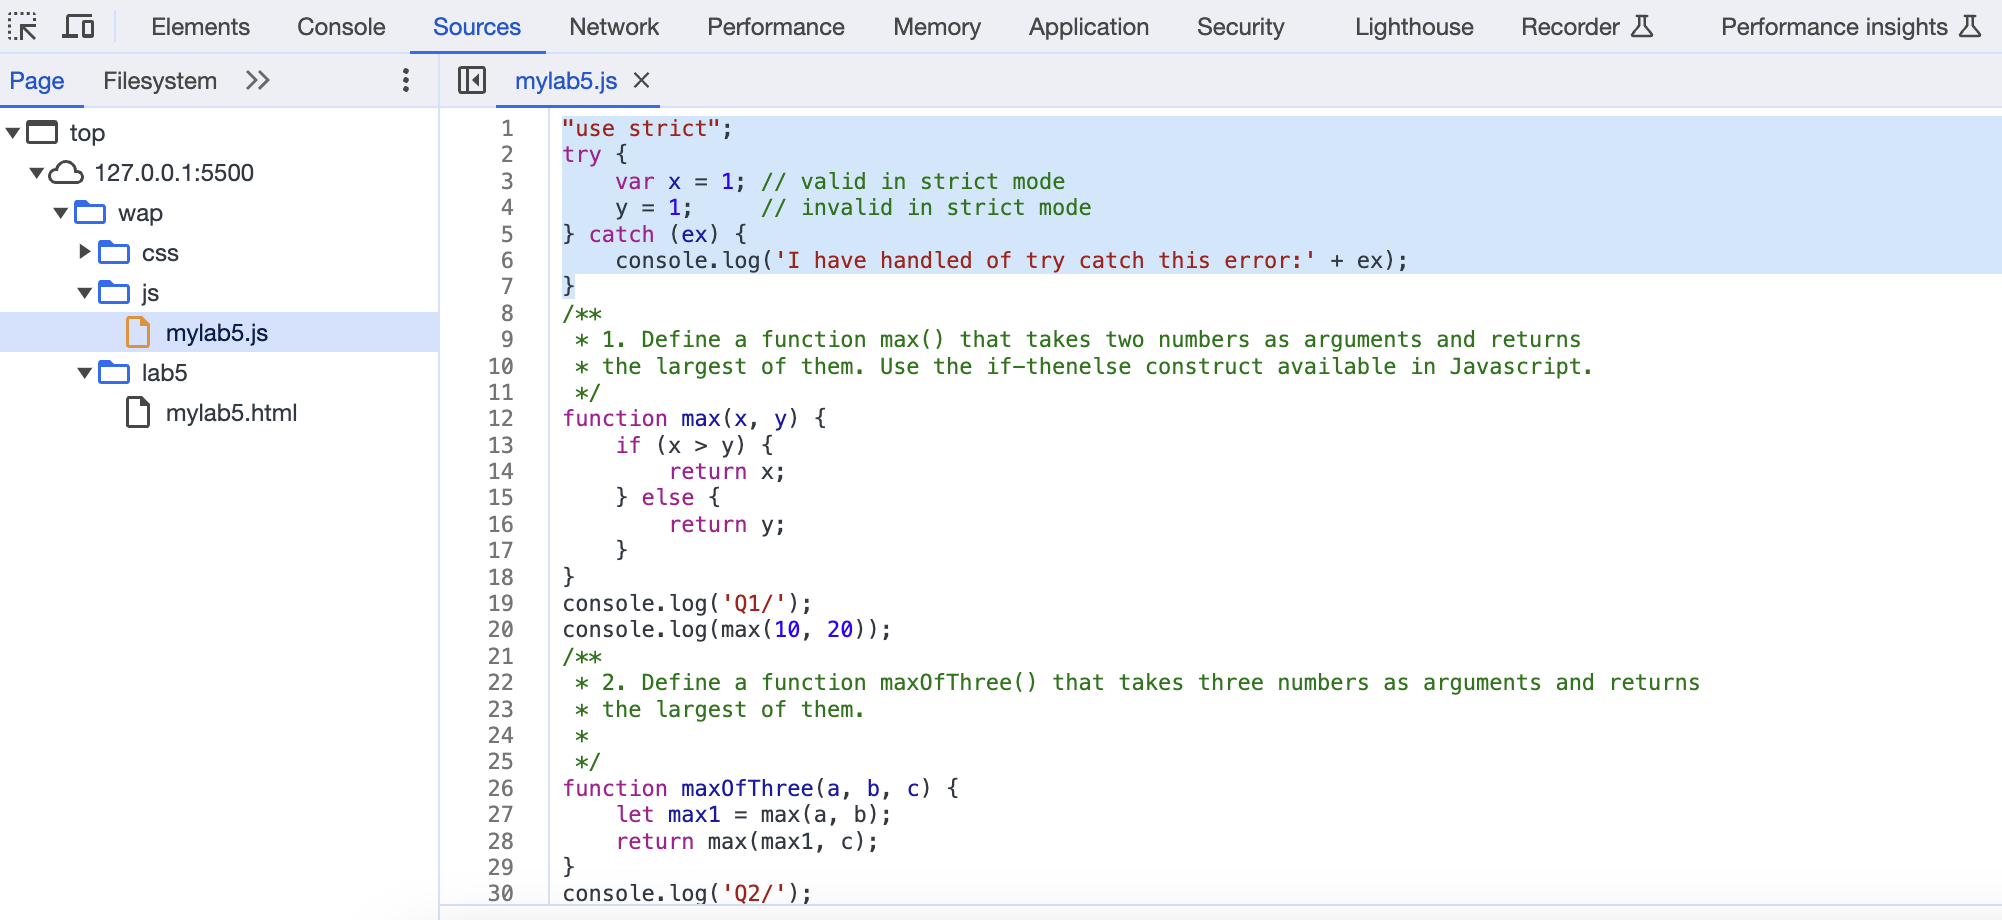 Elements Console Sources Network Performance Memory Application Security Lighthouse Recorder Performance insights
Page Filesystem
mylab5.js
top
127.0.0.1:5500
wap
css
js
mylab5.js
lab5
mylab5.html
1 "use strict";
2 try {
3     var x = 1; // valid in strict mode
4     y = 1;     // invalid in strict mode
5 } catch (ex) {
6     console.log('I have handled of try catch this error:' + ex);
7 }
8 /**
9  * 1. Define a function max() that takes two numbers as arguments and returns
10  * the largest of them. Use the if-thenelse construct available in Javascript.
11  */
12 function max(x, y) {
13     if (x > y) {
14         return x;
15     } else {
16         return y;
17     }
18 }
19 console.log('Q1/');
20 console.log(max(10, 20));
21 /**
22  * 2. Define a function maxOfThree() that takes three numbers as arguments and returns
23  * the largest of them.
24  *
25  */
26 function maxOfThree(a, b, c) {
27     let max1 = max(a, b);
28     return max(max1, c);
29 }
30 console.log('Q2/');